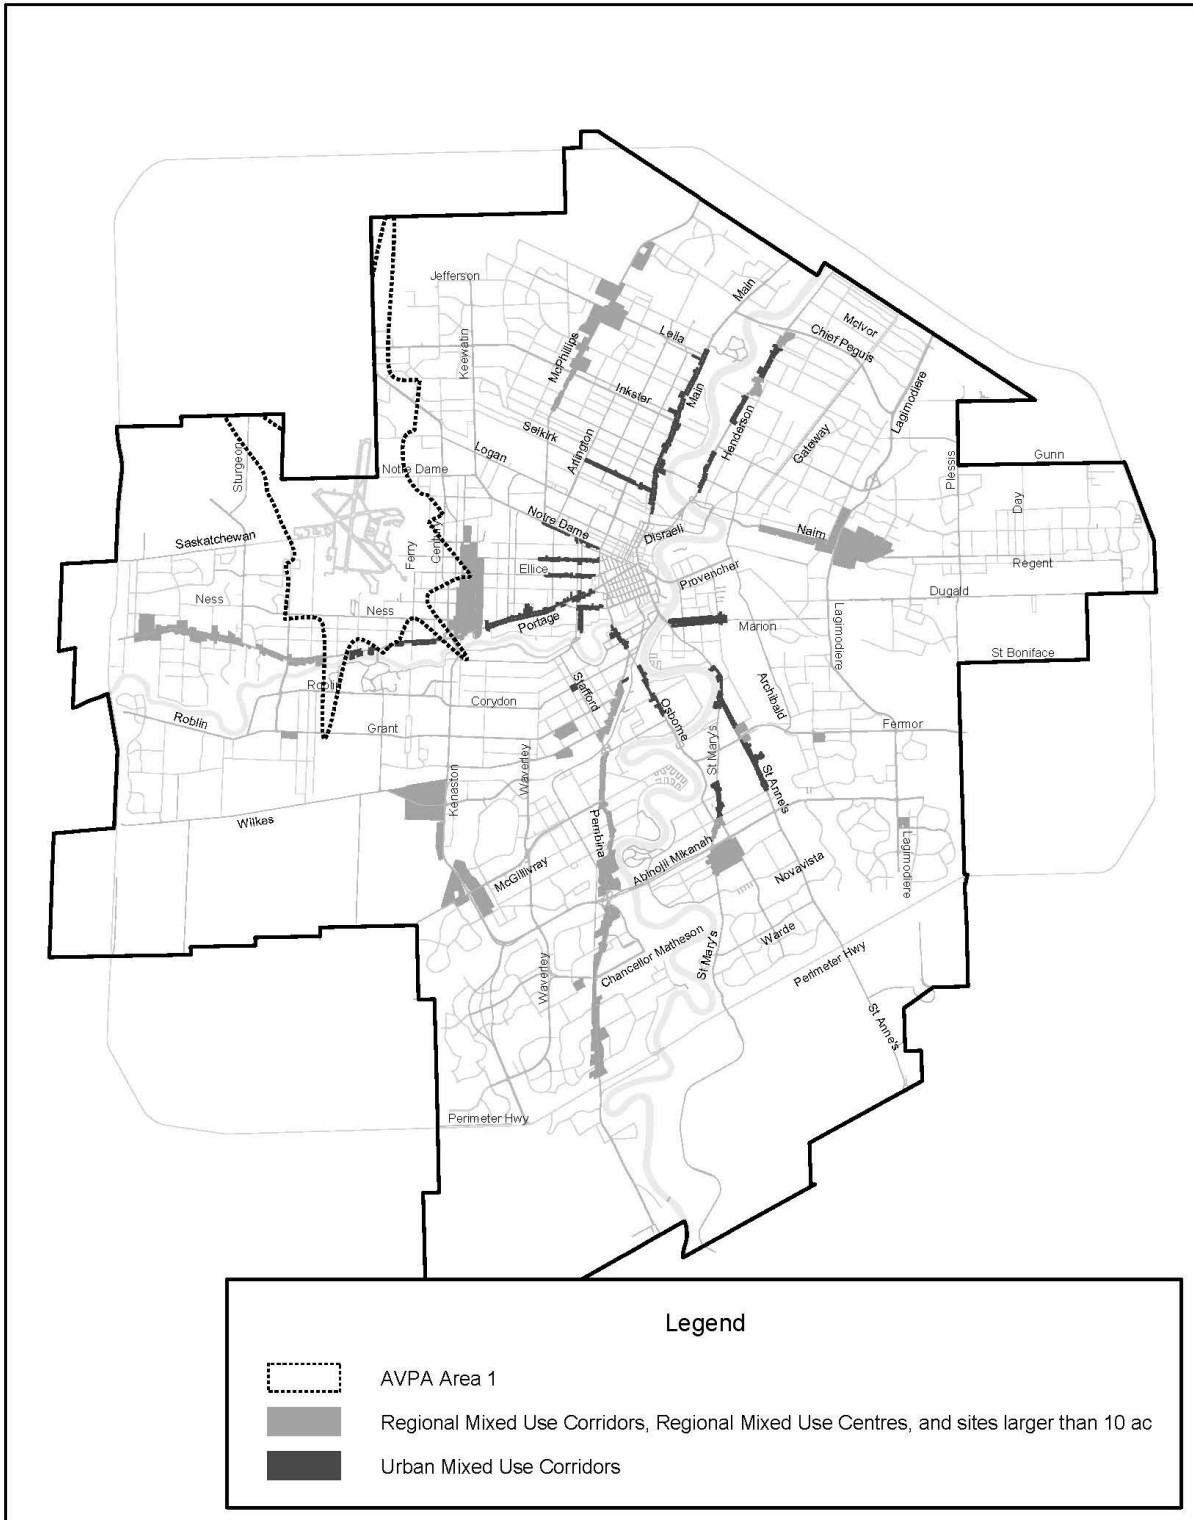 Main
McIvor
Jefferson
Chief Peguis
Leila
Keewatin
McPhillips
Lagimodiere
Inkster
Main
Selkirk
Henderson
Arlington
Gateway
Logan
Sturgeon
Notre Dame
Gunn
Plessis
Day
Notre Dame
Nairn
Disraeli
Saskatchewan
Century
Ferry
Ellice
Regent
Provencher
Dugald
Ness
Ness
Portage
Marion
Lagimodiere
St Boniface
Roblin
Stafford
Archibald
Corydon
Osborne
Roblin
Grant
St Mary's
Fermor
Waverley
St Anne's
Kenaston
Wilkes
Pembina
Lagimodiere
Abinojii Mikanah
McGillivray
Novavista
Warde
Chancellor Matheson
St Mary's
Perimeter Hwy
Waverley
St Anne's
Perimeter Hwy
Legend
AVPA Area 1
Regional Mixed Use Corridors, Regional Mixed Use Centres, and sites larger than 10 ac
Urban Mixed Use Corridors